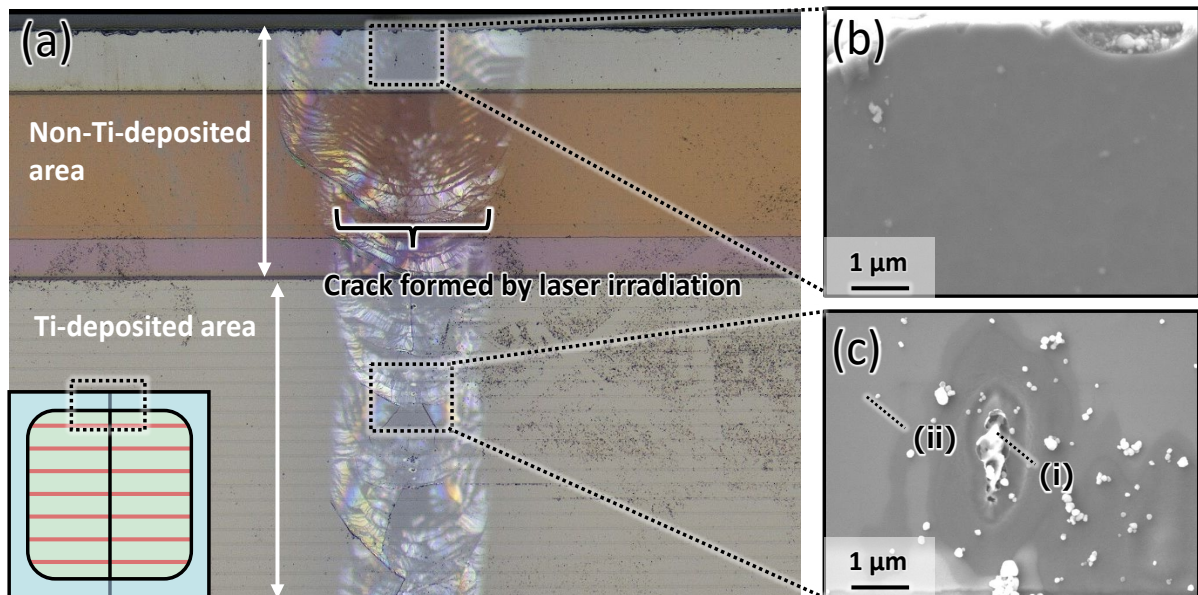 (a)
Non-Ti-deposited
area
Crack formed by laser irradiation
Ti-deposited area
(b)
1 µm
(c)
(ii)
(i)
1 µm